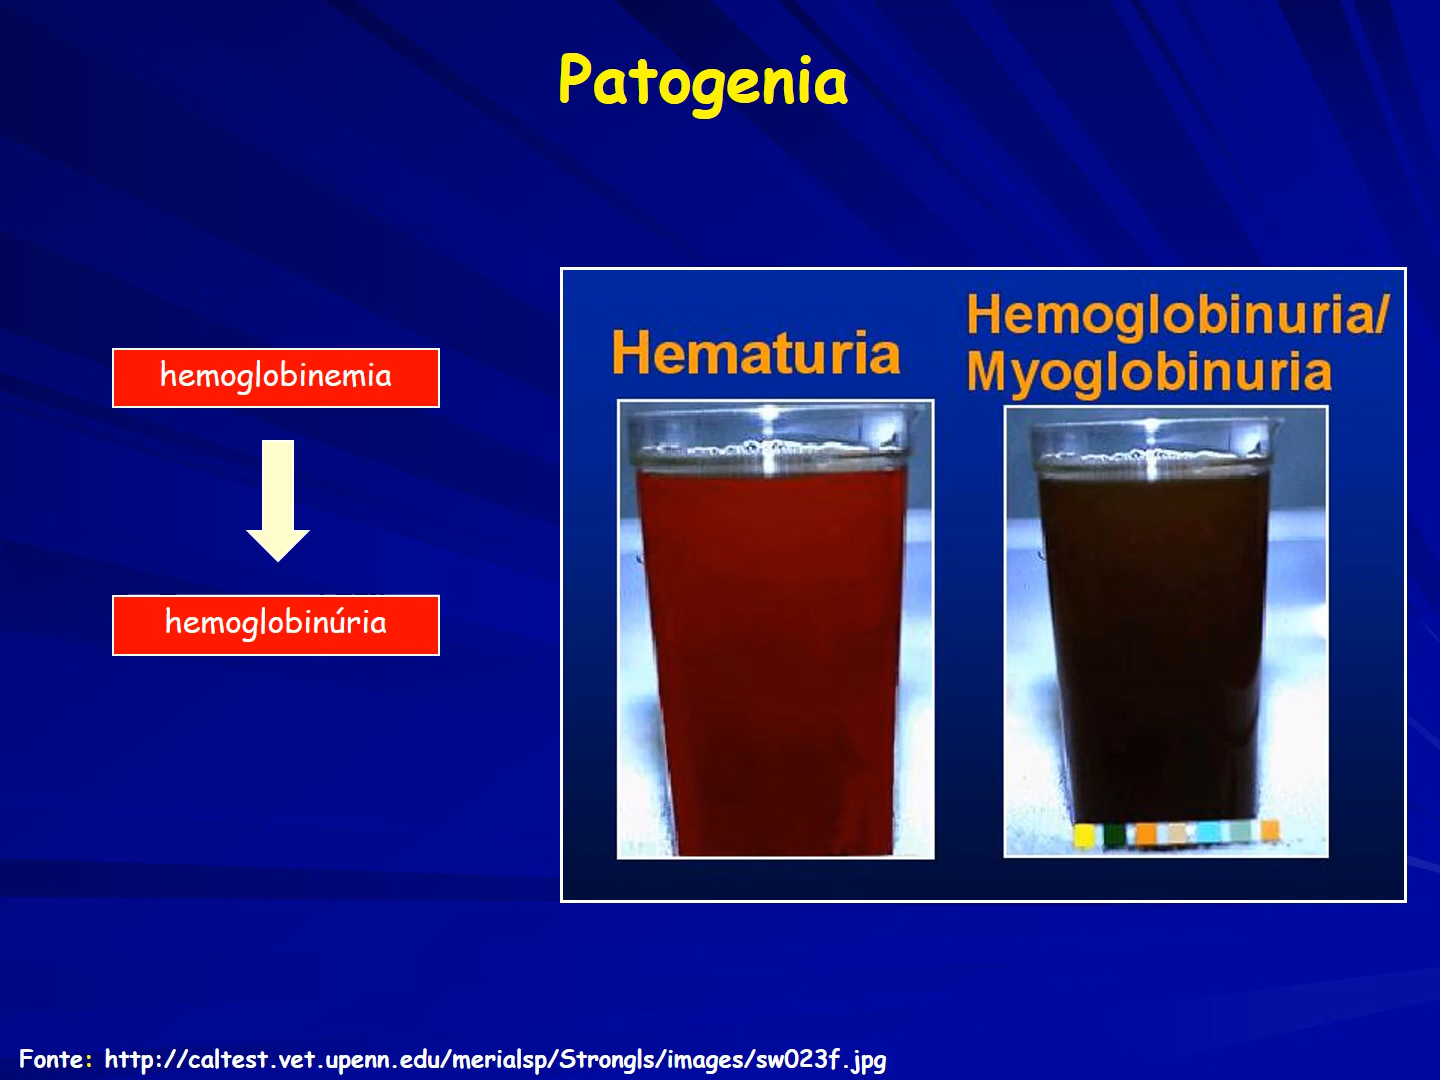 Patogenia
hemoglobinemia
hemoglobinúria
Hematuria
Hemoglobinuria/
Myoglobinuria
Fonte: http://caltest.vet.upenn.edu/merialsp/Strongls/images/sw023f.jpg